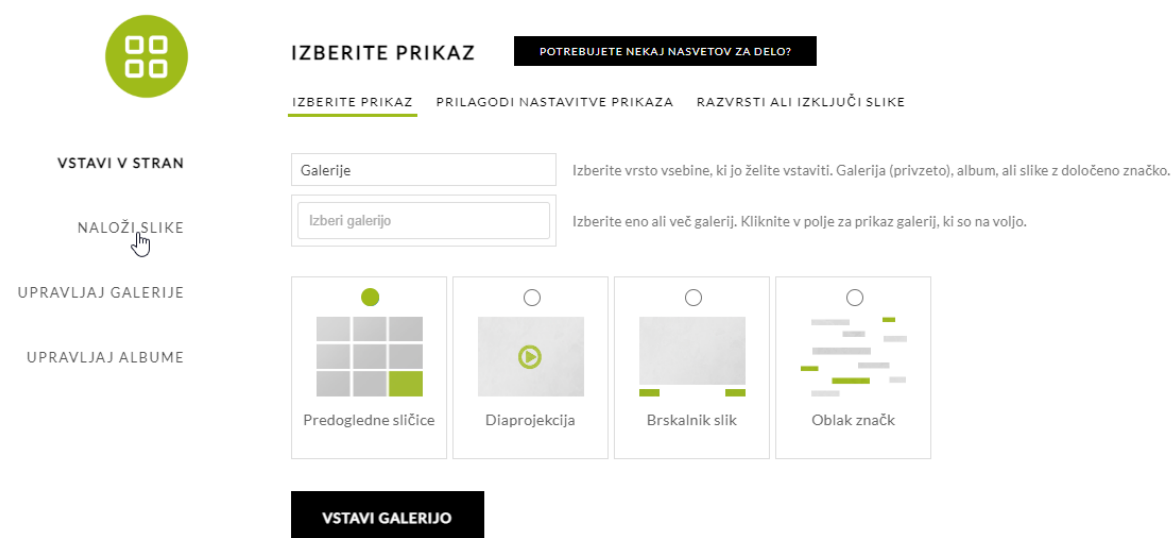 IZBERITE PRIKAZ
POTREBUJETE NEKAJ NASVETOV ZA DELO?
IZBERITE PRIKAZ
PRILAGODI NASTAVITVE PRIKAZA
RAZVRSTI ALI IZKLJUČI SLIKE
VSTAVI V STRAN
NALOŽI SLIKE
UPRAVLJAJ GALERIJE
UPRAVLJAJ ALBUME
Galerije
Izberite vrsto vsebine, ki jo želite vstaviti. Galerija (privzeto), album, ali slike z določeno značko.
Izberi galerijo
Izberite eno ali več galerij. Kliknite v polje za prikaz galerij, ki so na voljo.
Predogledne sličice
Diaprojekcija
Brskalnik slik
Oblak značk
VSTAVI GALERIJO